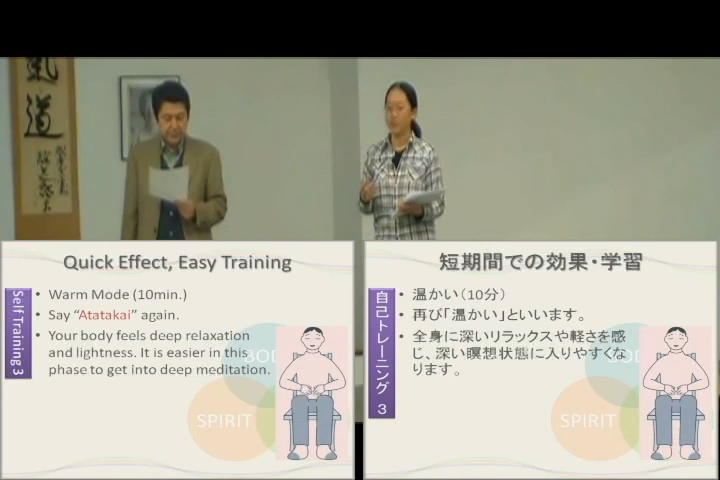 氣
道
Quick Effect, Easy Training
Self Training 3
• Warm Mode (10min.)
• Say “Atatakai” again.
• Your body feels deep relaxation
and lightness. It is easier in this
phase to get into deep meditation.
BODY
SPIRIT
短期間での効果・学習
自己トレーニング 3
• 温かい（10分）
• 再び「温かい」といいます。
• 全身に深いリラックスや軽さを感
じ、深い瞑想状態に入りやすくな
ります。
SPIRIT